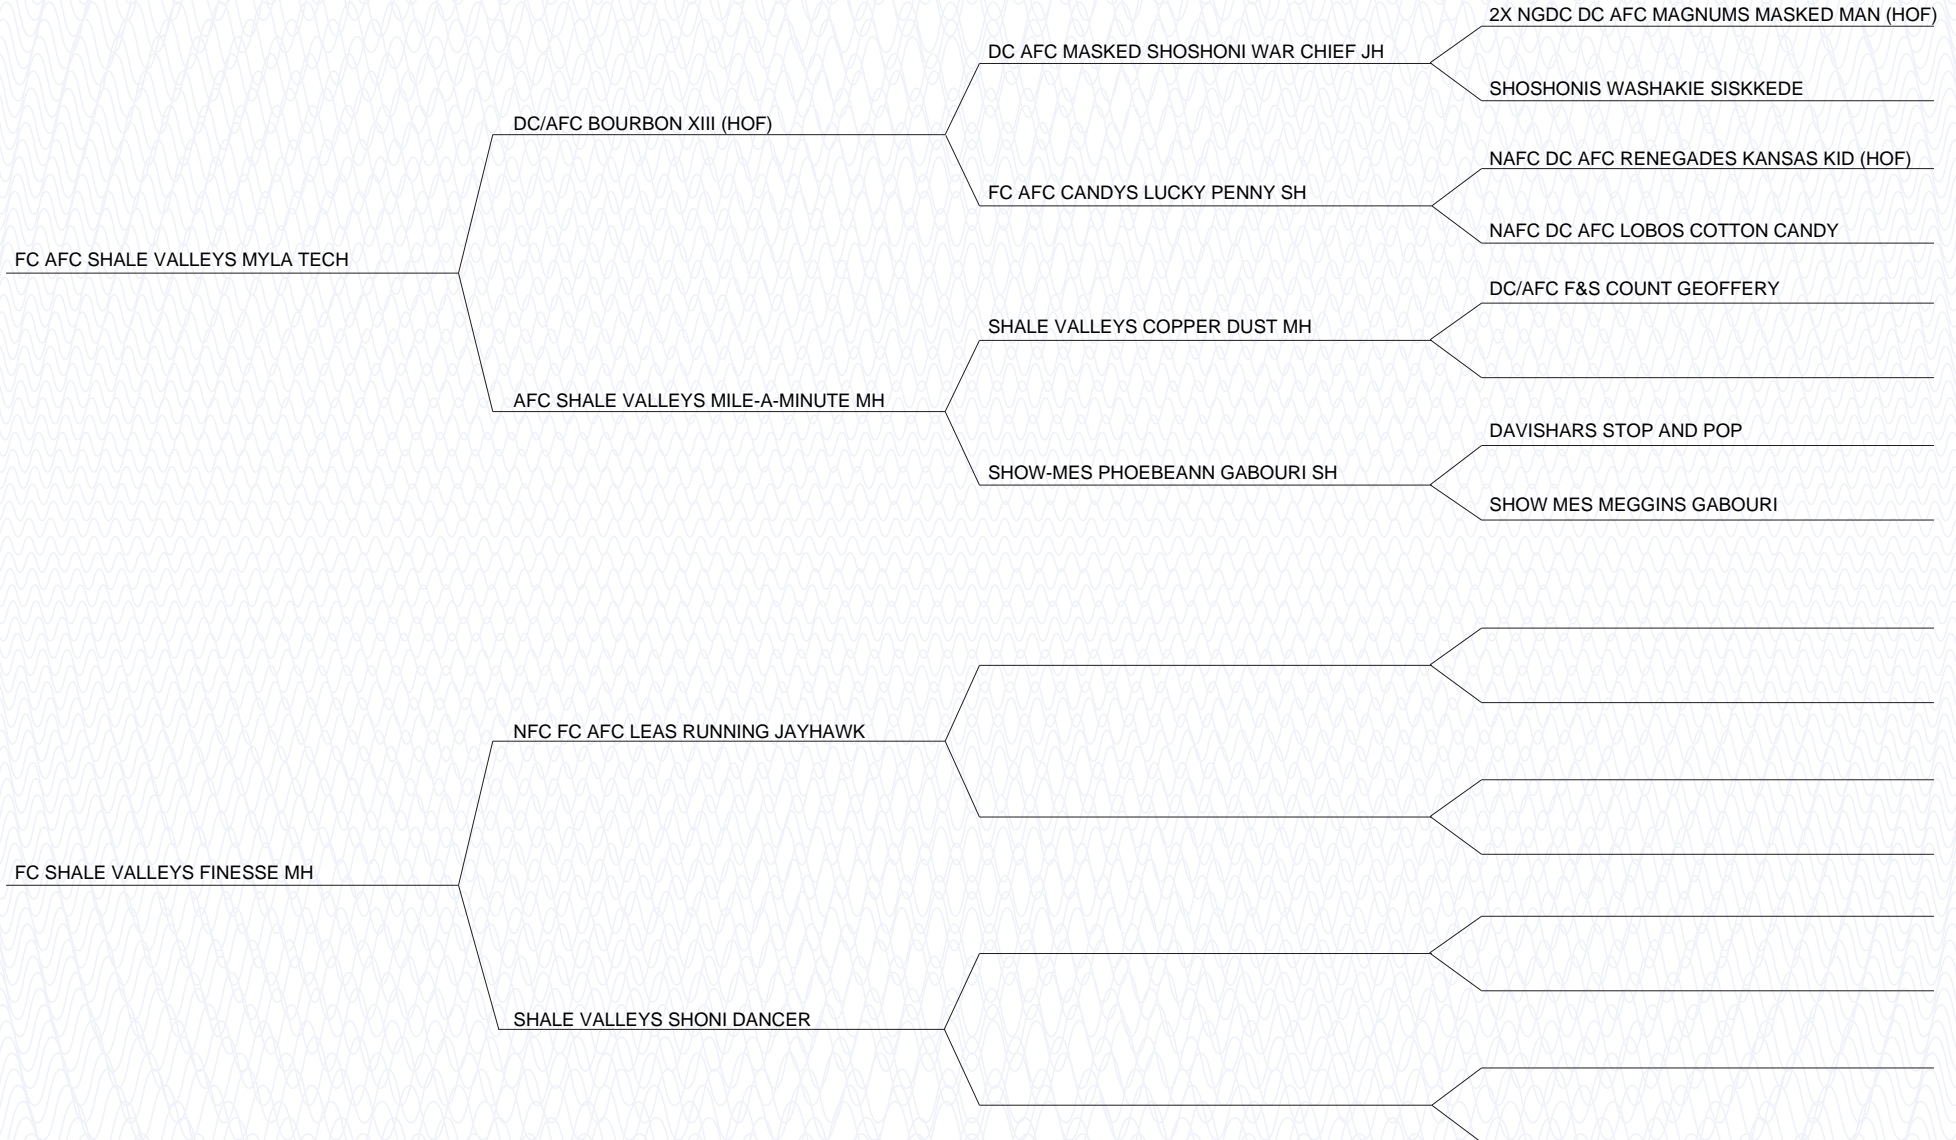 2X NGDC DC AFC MAGNUMS MASKED MAN (HOF)
DC AFC MASKED SHOSHONI WAR CHIEF JH
SHOSHONIS WASHAKIE SISKKEDE
DC/AFC BOURBON XIII (HOF)
NAFC DC AFC RENEGADES KANSAS KID (HOF)
FC AFC CANDYS LUCKY PENNY SH
NAFC DC AFC LOBOS COTTON CANDY
FC AFC SHALE VALLEYS MYLA TECH
DC/AFC F&S COUNT GEOFFERY
SHALE VALLEYS COPPER DUST MH
AFC SHALE VALLEYS MILE-A-MINUTE MH
DAVISHARS STOP AND POP
SHOW-MES PHOEBEANN GABOURI SH
SHOW MES MEGGINS GABOURI
NFC FC AFC LEAS RUNNING JAYHAWK
FC SHALE VALLEYS FINESSE MH
SHALE VALLEYS SHONI DANCER